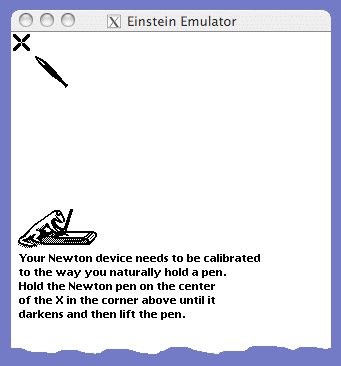 Einstein Emulator
Your Newton device needs to be calibrated
to the way you naturally hold a pen.
Hold the Newton pen on the center
of the X in the corner above until it
darkens and then lift the pen.